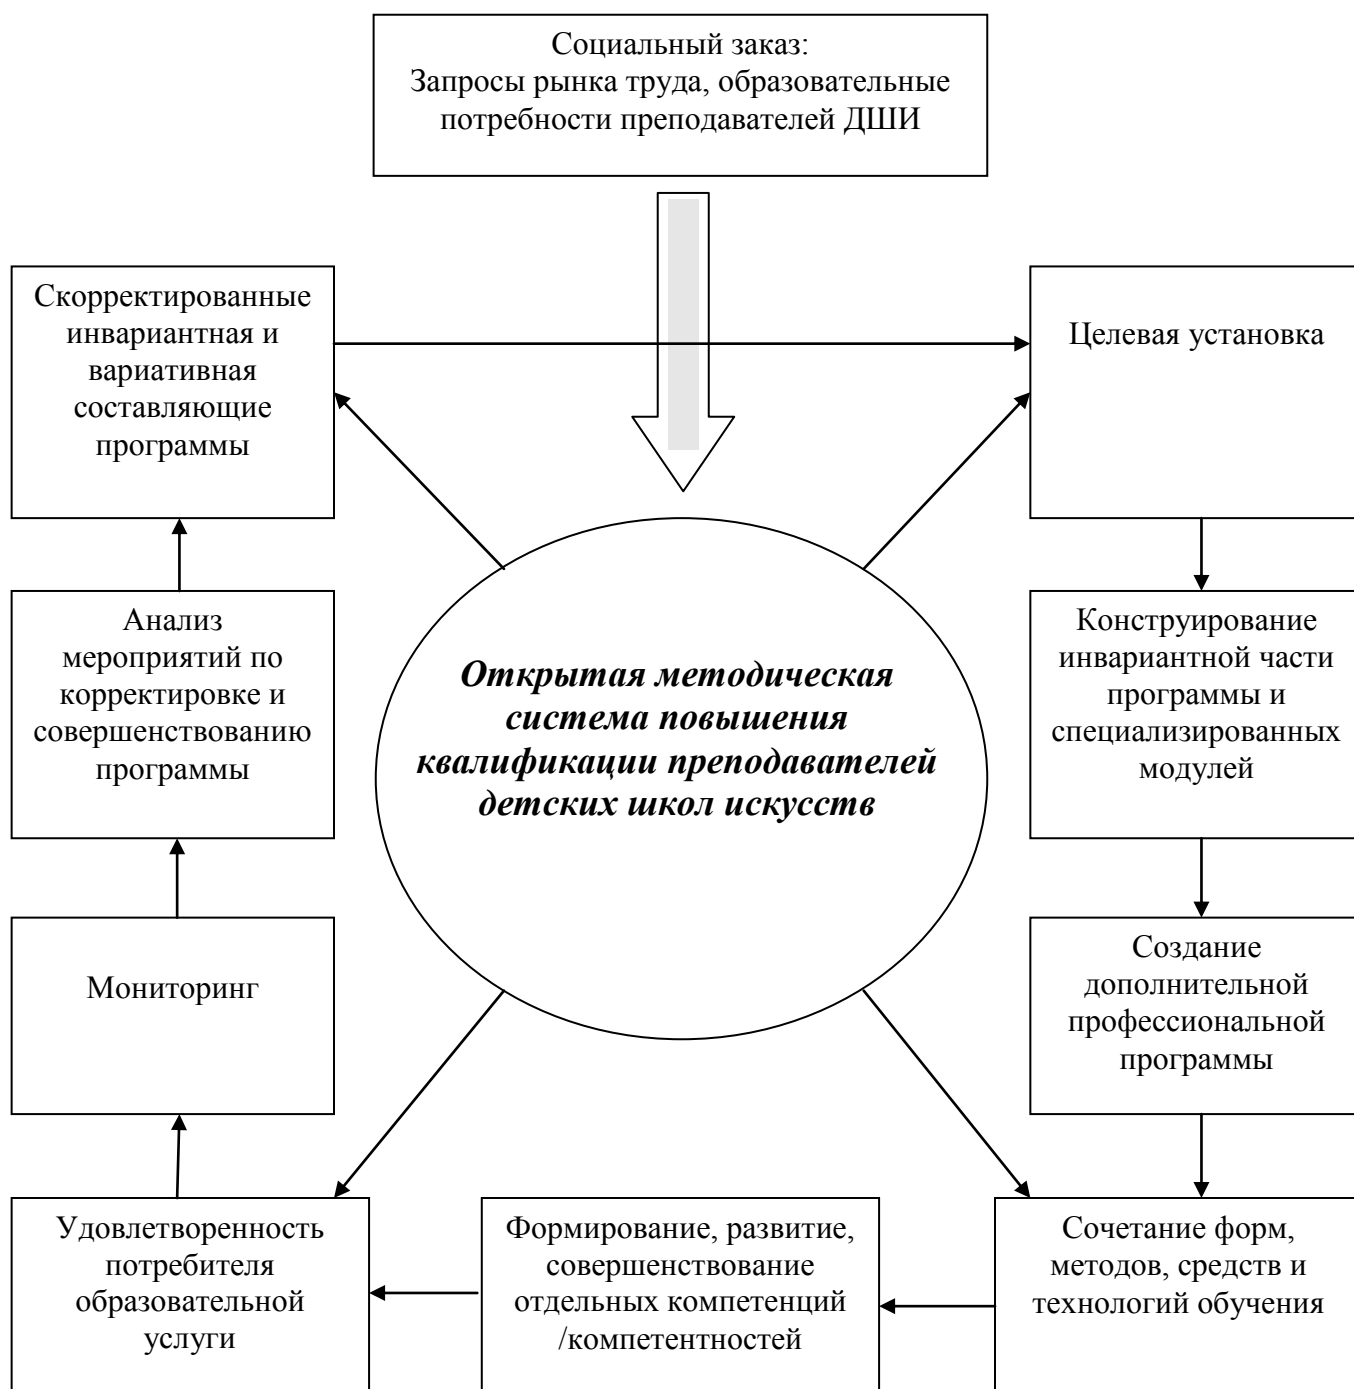 Социальный заказ:
Запросы рынка труда, образовательные
потребности преподавателей ДШИ
Скорректированные
инвариантная и
вариативная
составляющие
программы
Целевая установка
Анализ
мероприятий по
корректировке и
совершенствованию
программы
Открытая методическая
система повышения
квалификации преподавателей
детских школ искусств
Конструирование
инвариантной части
программы и
специализированных
модулей
Мониторинг
Создание
дополнительной
профессиональной
программы
Удовлетворенность
потребителя
образовательной
услуги
Формирование, развитие,
совершенствование
отдельных компетенций
/компетентностей
Сочетание форм,
методов, средств и
технологий обучения